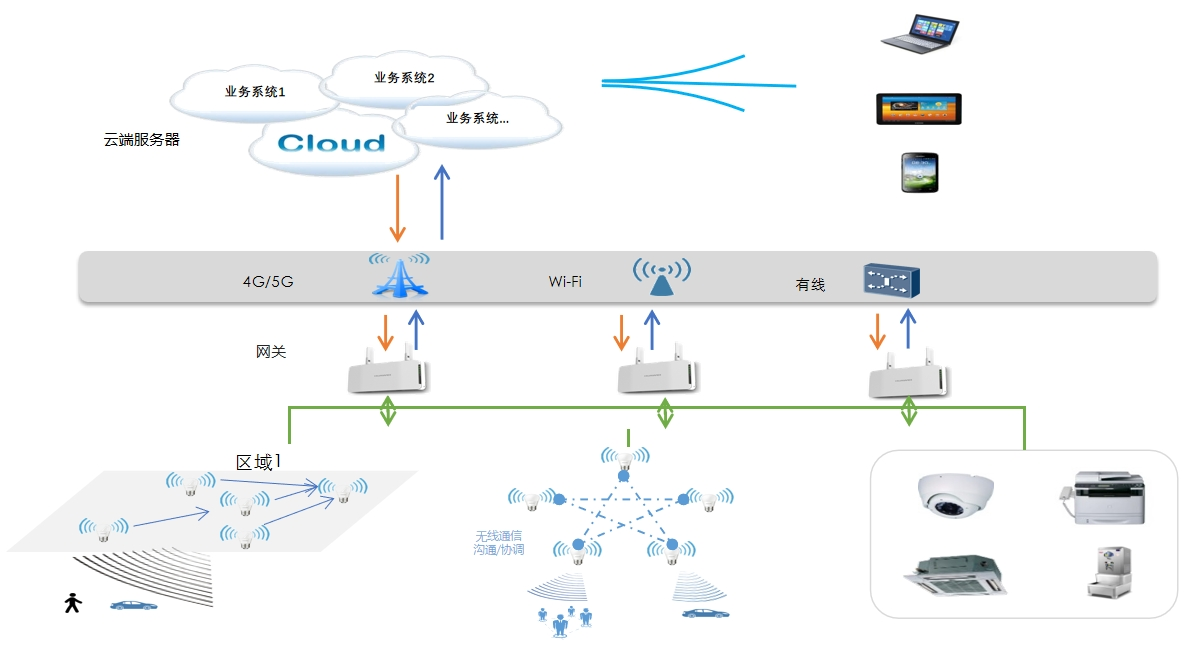 业务系统1
业务系统2
业务系统...
Cloud
云端服务器
4G/5G
Wi-Fi
有线
网关
区域1
无线通信
沟通/协调